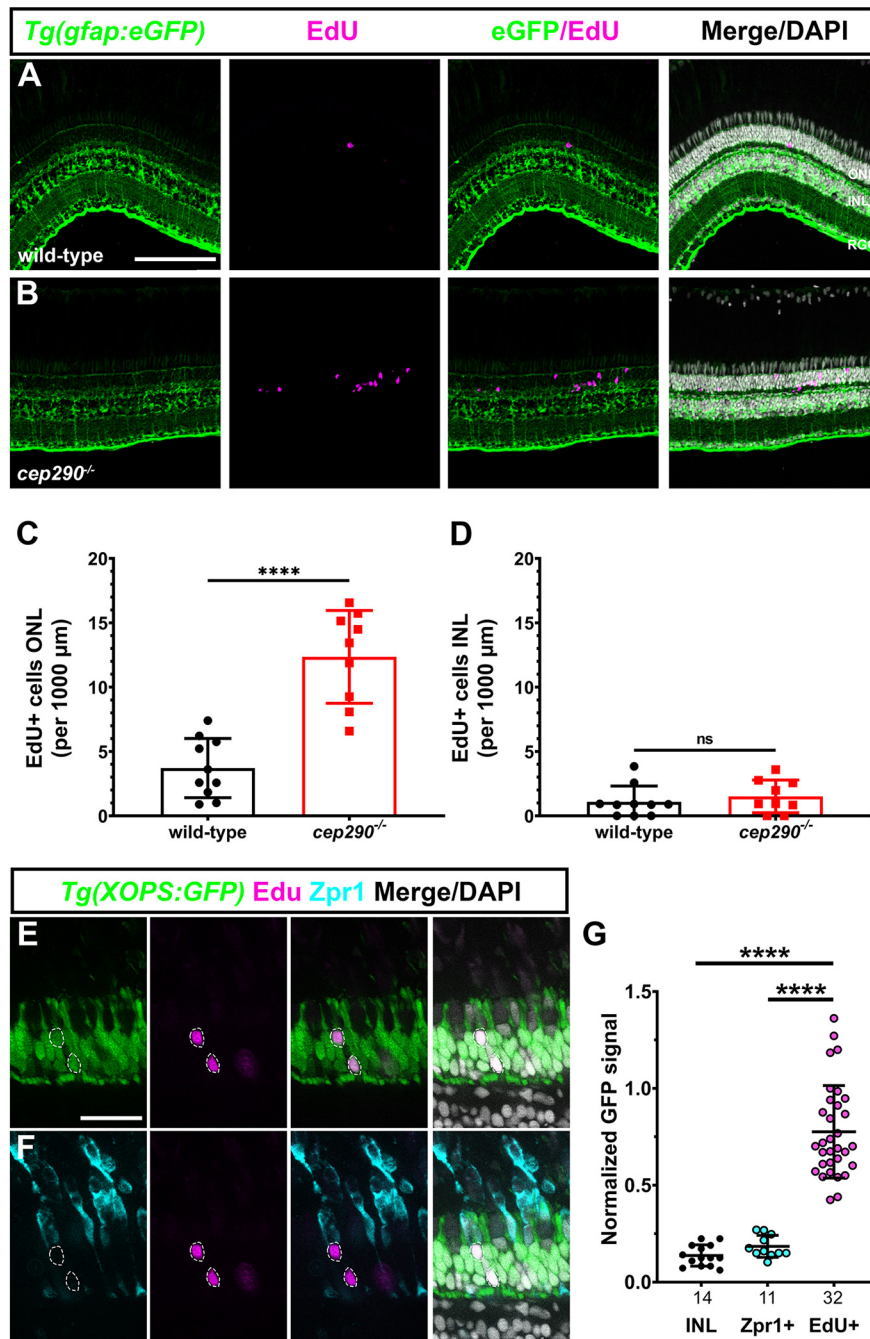 Tg(gfap:eGFP) EdU eGFP/EdU Merge/DAPI
A
ONL
INL
RGC
wild-type
B
cep290-/-
C
D
20
15
10
5
0
EdU+ cells ONL
(per 1000 µm)
****
wild-type cep290-/-
20
15
10
5
0
EdU+ cells INL
(per 1000 µm)
ns
wild-type cep290-/-
Tg(XOPS:GFP) Edu Zpr1 Merge/DAPI
E
F
G
****
****
1.5
1.0
0.5
0.0
Normalized GFP signal
14 11 32
INL Zpr1+ EdU+